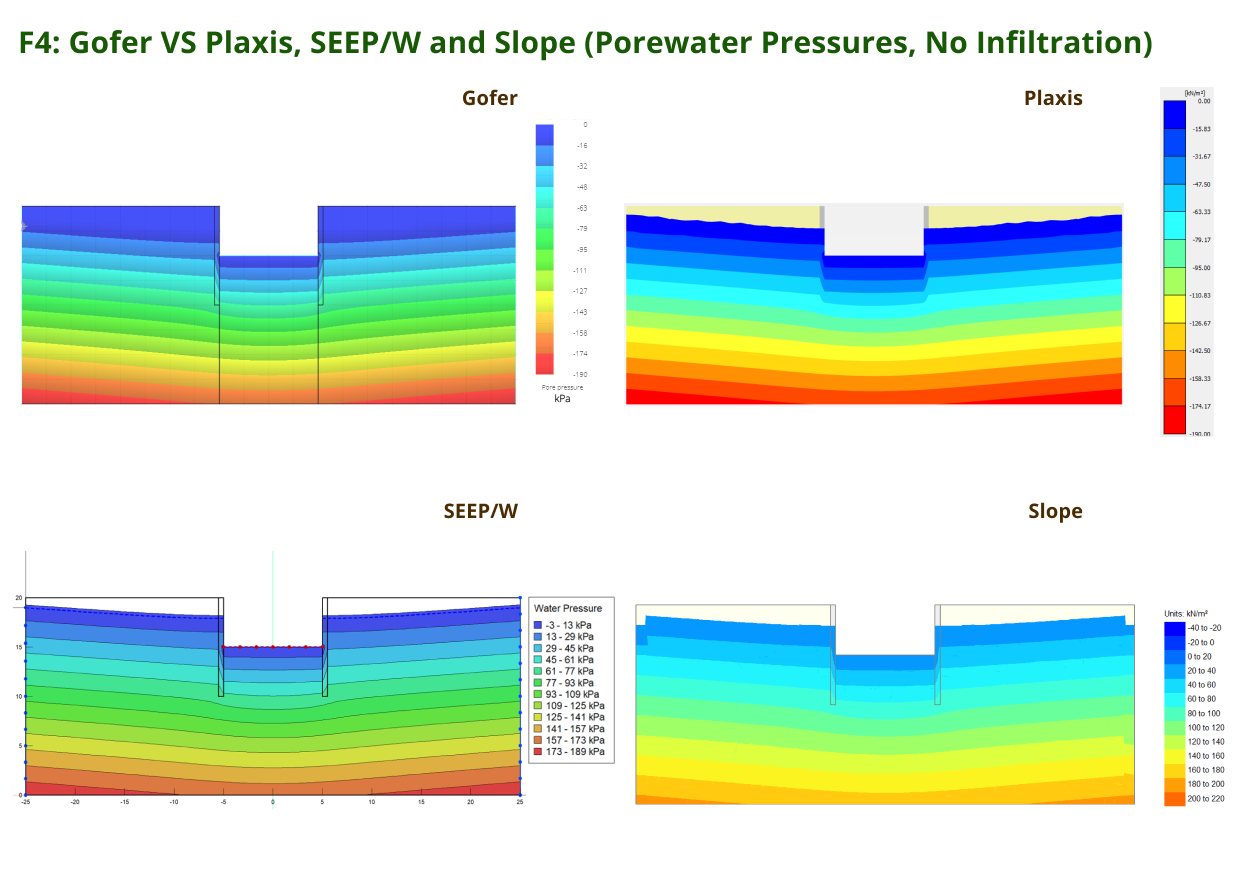 F4: Gofer VS Plaxis, SEEP/W and Slope (Porewater Pressures, No Infiltration)
Gofer
0
-16
-32
-48
-63
-79
-95
-111
-127
-143
-158
-174
-190
Pore pressure
kPa
Plaxis
[kN/m²]
0.00
-15.83
-31.67
-47.50
-63.33
-79.17
-95.00
-110.83
-126.67
-142.50
-158.33
-174.17
-190.00
SEEP/W
20
15
10
5
0
-25
-20
-15
-10
-5
0
5
10
15
20
25
Water Pressure
-3 - 13 kPa
13 - 29 kPa
29 - 45 kPa
45 - 61 kPa
61 - 77 kPa
77 - 93 kPa
93 - 109 kPa
109 - 125 kPa
125 - 141 kPa
141 - 157 kPa
157 - 173 kPa
173 - 189 kPa
Slope
Units: kN/m²
-40 to -20
-20 to 0
0 to 20
20 to 40
40 to 60
60 to 80
80 to 100
100 to 120
120 to 140
140 to 160
160 to 180
180 to 200
200 to 220